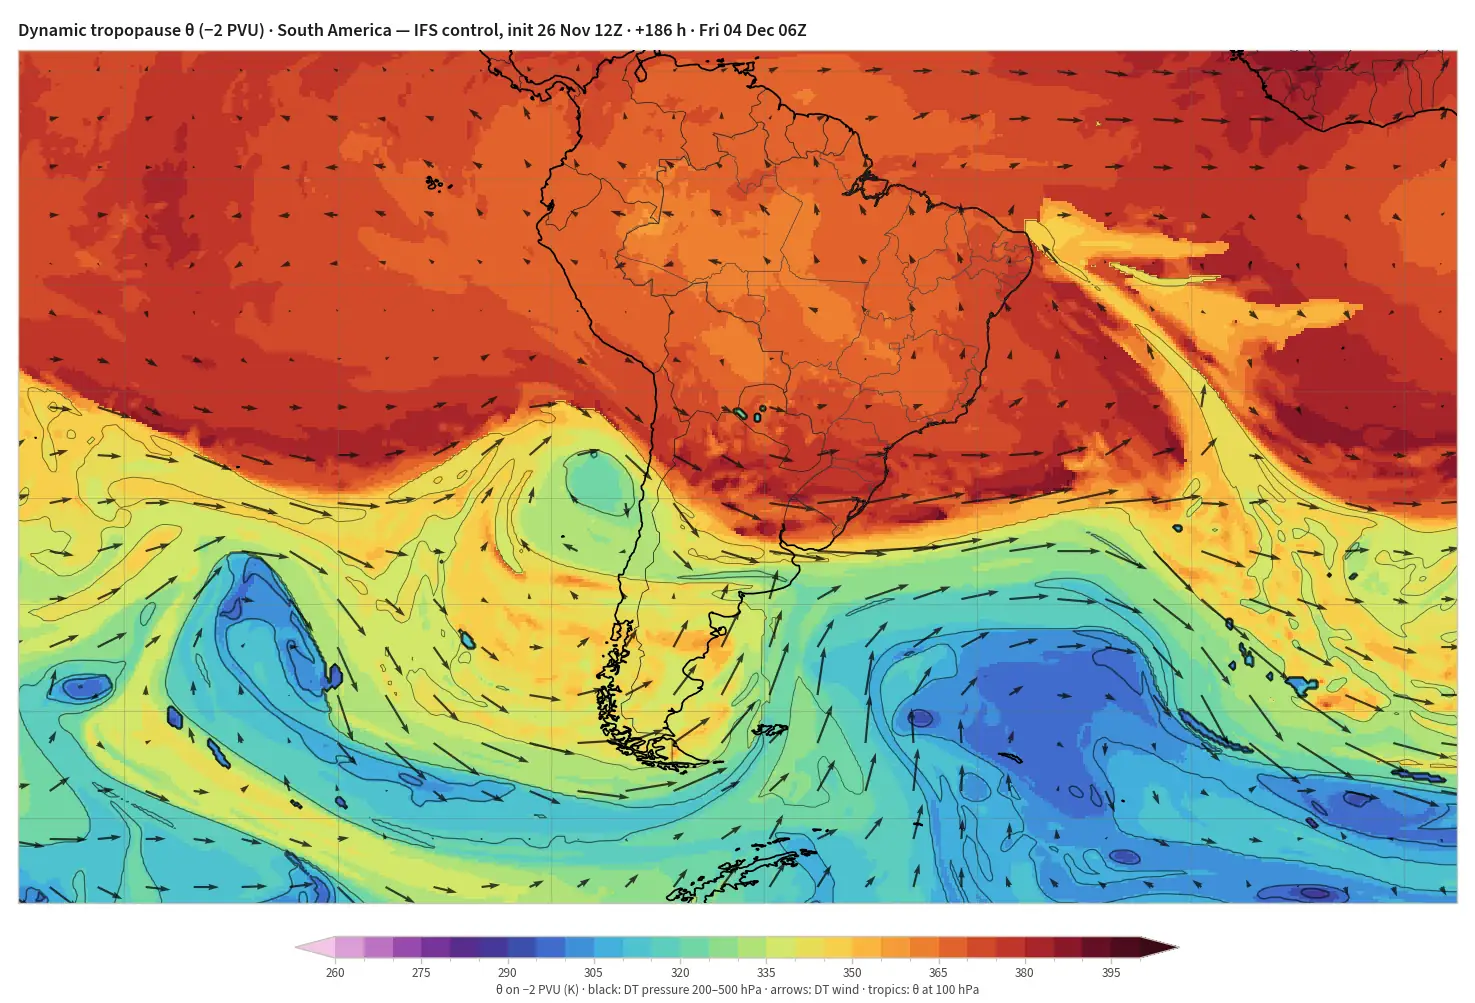 Dynamic tropopause θ (−2 PVU) · South America — IFS control, init 26 Nov 12Z · +186 h · Fri 04 Dec 06Z
260 275 290 305 320 335 350 365 380 395
θ on −2 PVU (K) · black: DT pressure 200–500 hPa · arrows: DT wind · tropics: θ at 100 hPa